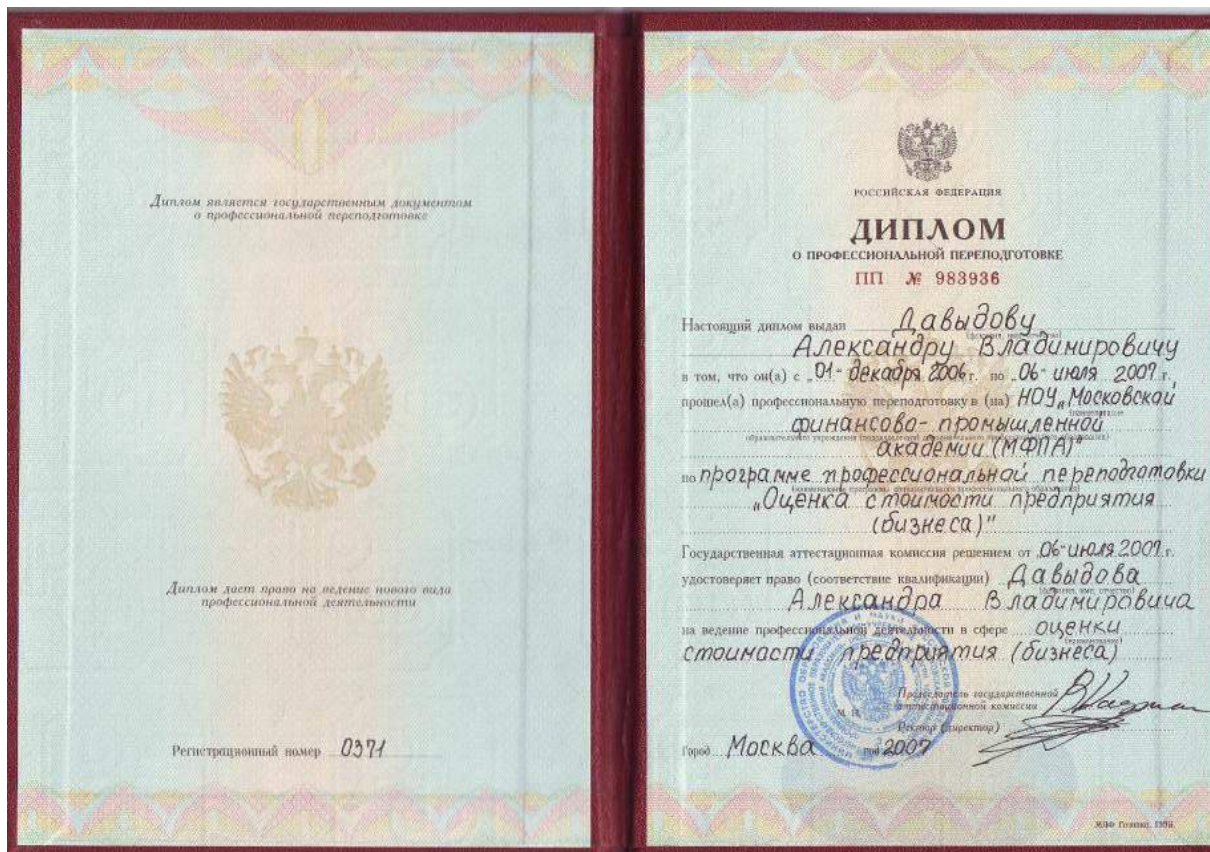 Диплом является государственным документом
о профессиональной переподготовке
Диплом дает право на ведение нового вида
профессиональной деятельности
Регистрационный номер 0371
РОССИЙСКАЯ ФЕДЕРАЦИЯ
ДИПЛОМ
О ПРОФЕССИОНАЛЬНОЙ ПЕРЕПОДГОТОВКЕ
ПП № 983936
Настоящий диплом выдан Давыдову
Александру Владимировичу
в том, что он(а) с „01" декабря 2006 г. по „06" июля 2007 г.
прошел(а) профессиональную переподготовку в (на) НОУ „Московской
финансово-промышленной
академии (МФПА)"
по программе профессиональной переподготовки
„Оценка стоимости предприятия
(бизнеса)"
Государственная аттестационная комиссия решением от „06" июля 2007 г.
удостоверяет право (соответствие квалификации) Давыдова
(фамилия, имя, отчество)
Александра Владимировича
на ведение профессиональной деятельности в сфере оценки
стоимости предприятия (бизнеса)
Председатель государственной
аттестационной комиссии
М. П.
Ректор (директор)
Город Москва год 2007